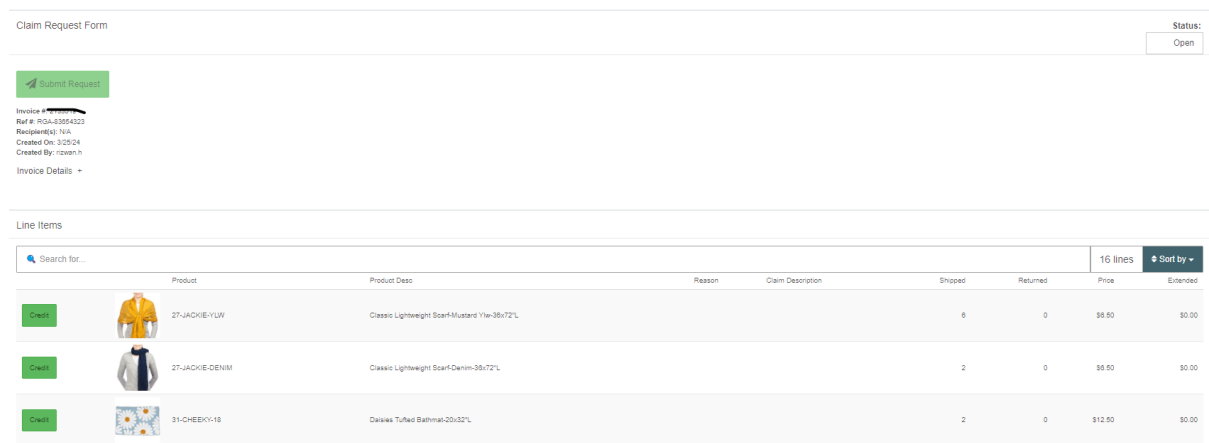 Claim Request Form
Status:
Open
Submit Request
Invoice #:
Ref #: RGA-83654323
Recipient(s): N/A
Created On: 3/25/24
Created By: rizwan.h
Invoice Details +
Line Items
Search for...
16 lines
Sort by
Product Product Desc Reason Claim Description Shipped Returned Price Extended
Credit 27-JACKIE-YLW Classic Lightweight Scarf-Mustard Ylw-36x72"L 6 0 $6.50 $0.00
Credit 27-JACKIE-DENIM Classic Lightweight Scarf-Denim-36x72"L 2 0 $6.50 $0.00
Credit 31-CHEEKY-18 Daisies Tufted Bathmat-20x32"L 2 0 $12.50 $0.00